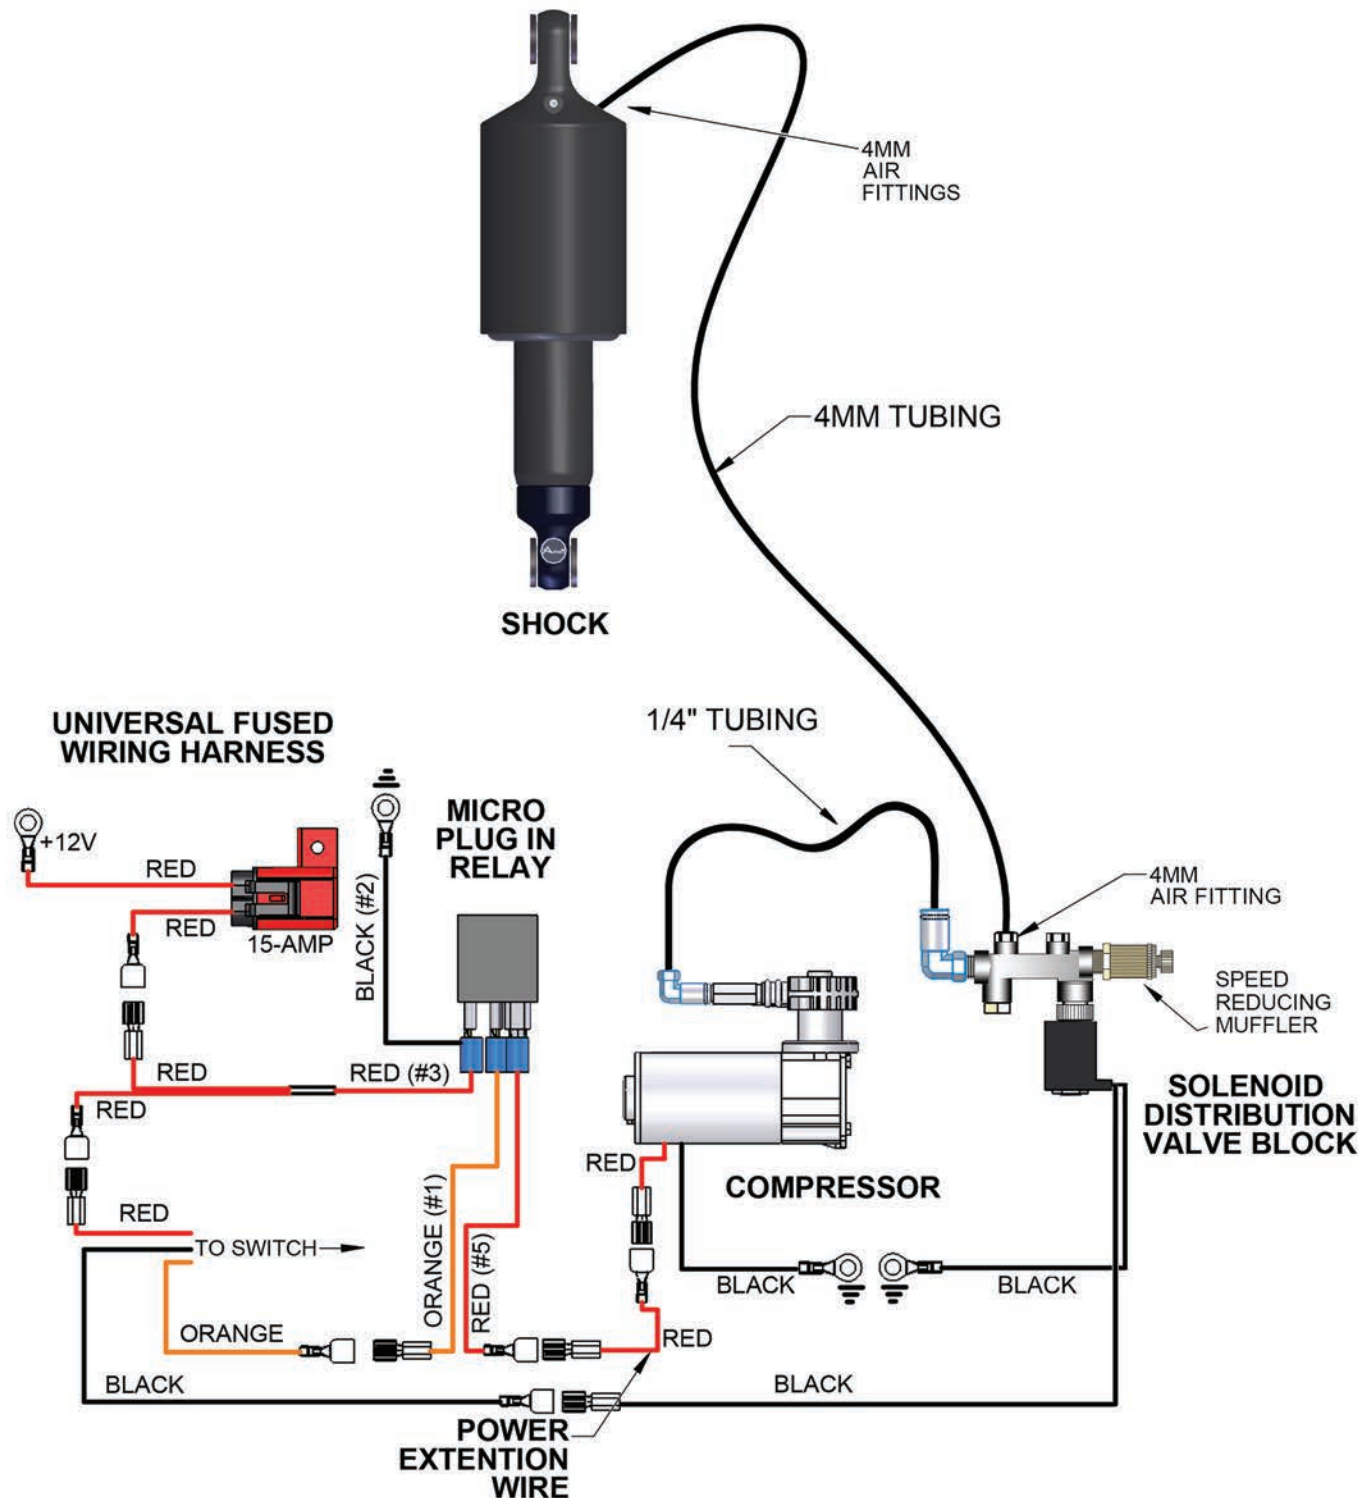 4MM
AIR
FITTINGS
4MM TUBING
SHOCK
UNIVERSAL FUSED
WIRING HARNESS
1/4" TUBING
+12V
RED
RED
15-AMP
BLACK (#2)
MICRO
PLUG IN
RELAY
4MM
AIR FITTING
SPEED
REDUCING
MUFFLER
SOLENOID
DISTRIBUTION
VALVE BLOCK
RED
RED (#3)
RED
RED
TO SWITCH
ORANGE
BLACK
ORANGE (#1)
RED (#5)
RED
COMPRESSOR
BLACK
BLACK
RED
BLACK
POWER
EXTENTION
WIRE